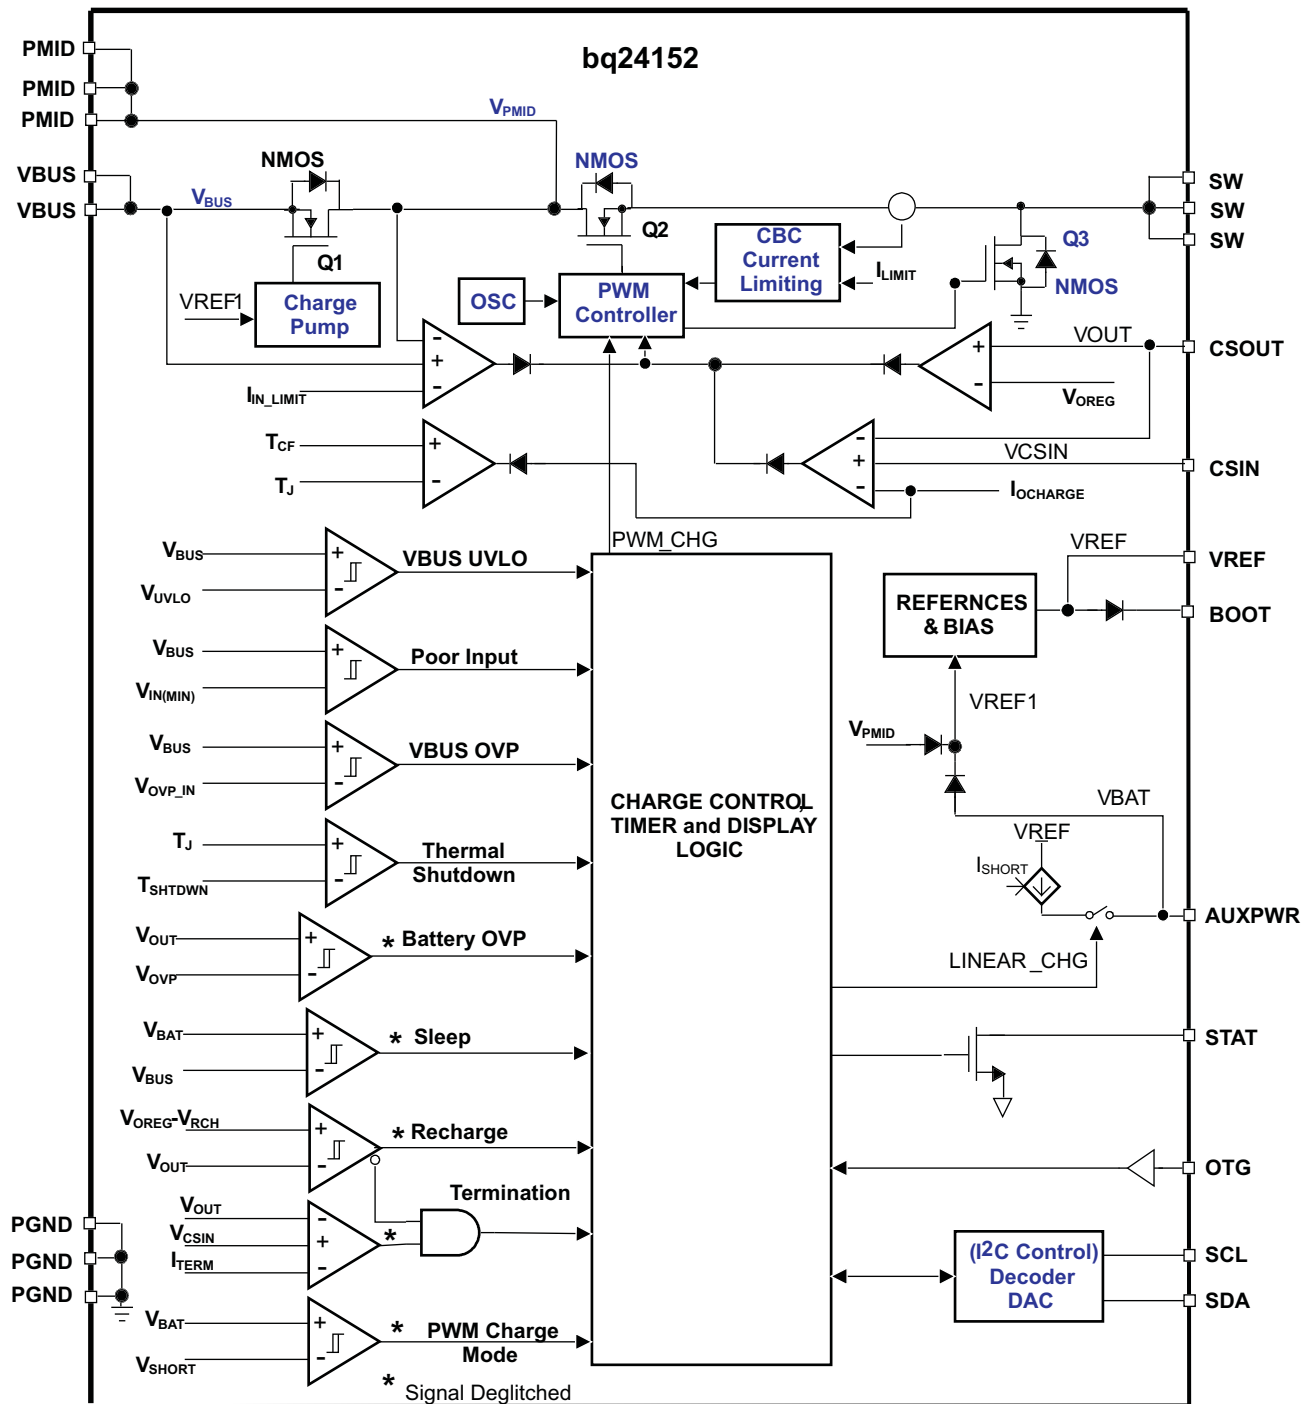 bq24152
PMID
PMID
PMID
VBUS
VBUS
VPMID
VBUS
NMOS
Q1
NMOS
Q2
Q3
NMOS
SW
SW
SW
VREF1
Charge
Pump
OSC
PWM
Controller
CBC
Current
Limiting
ILIMIT
-
+
-
IIN_LIMIT
+
-
VOUT
VOREG
CSOUT
TCF
TJ
+
-
-
+
-
VCSIN
IOCHARGE
CSIN
PWM_CHG
VBUS
VUVLO
+
-
VBUS UVLO
VREF
VREF
BOOT
REFERNCES
& BIAS
VREF1
VBUS
VIN(MIN)
+
-
Poor Input
VPMID
VBUS
VOVP_IN
+
-
VBUS OVP
CHARGE CONTROL,
TIMER and DISPLAY
LOGIC
VBAT
VREF
ISHORT
TJ
TSHTDWN
+
-
Thermal
Shutdown
AUXPWR
LINEAR_CHG
VOUT
VOVP
+
-
* Battery OVP
VBAT
VBUS
+
-
* Sleep
STAT
VOREG-VRCH
VOUT
+
-
* Recharge
OTG
Termination
VOUT
VCSIN
ITERM
-
+
-
*
PGND
PGND
PGND
(I2C Control)
Decoder
DAC
SCL
SDA
VBAT
VSHORT
+
-
* PWM Charge
Mode
* Signal Deglitched